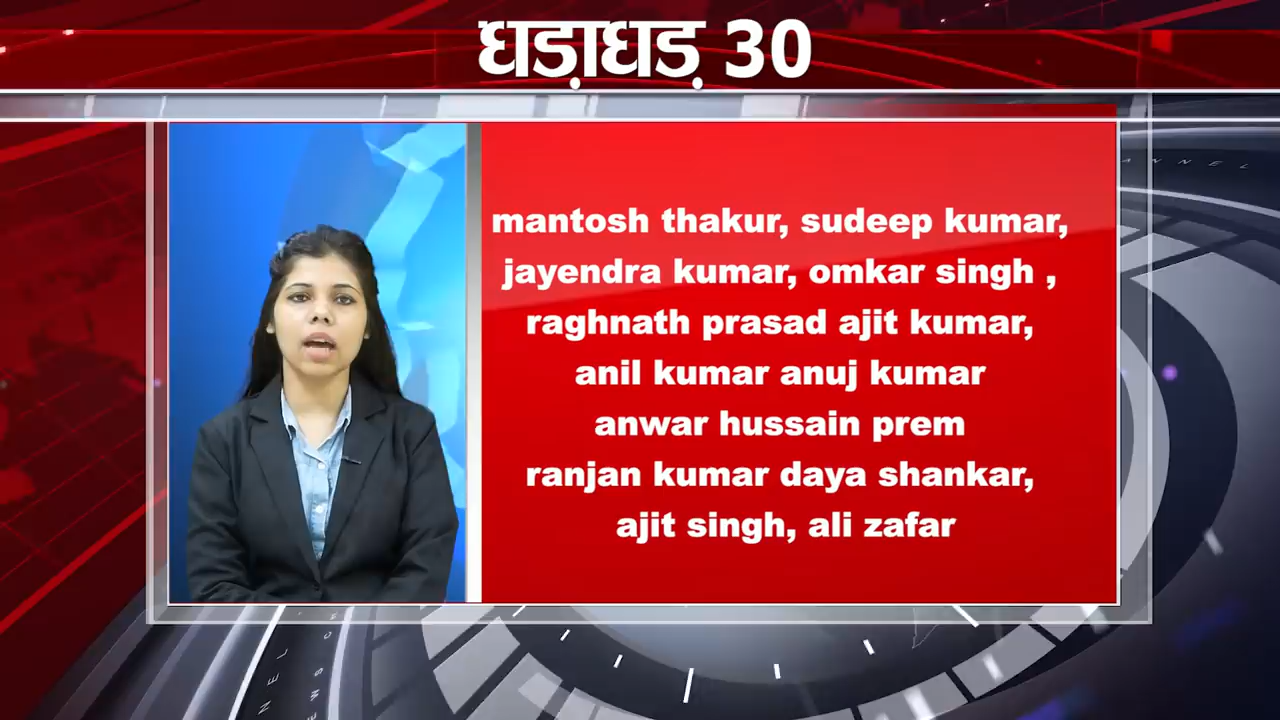 धड़ाधड़ 30
mantosh thakur, sudeep kumar,
jayendra kumar, omkar singh ,
raghnath prasad ajit kumar,
anil kumar anuj kumar
anwar hussain prem
ranjan kumar daya shankar,
ajit singh, ali zafar